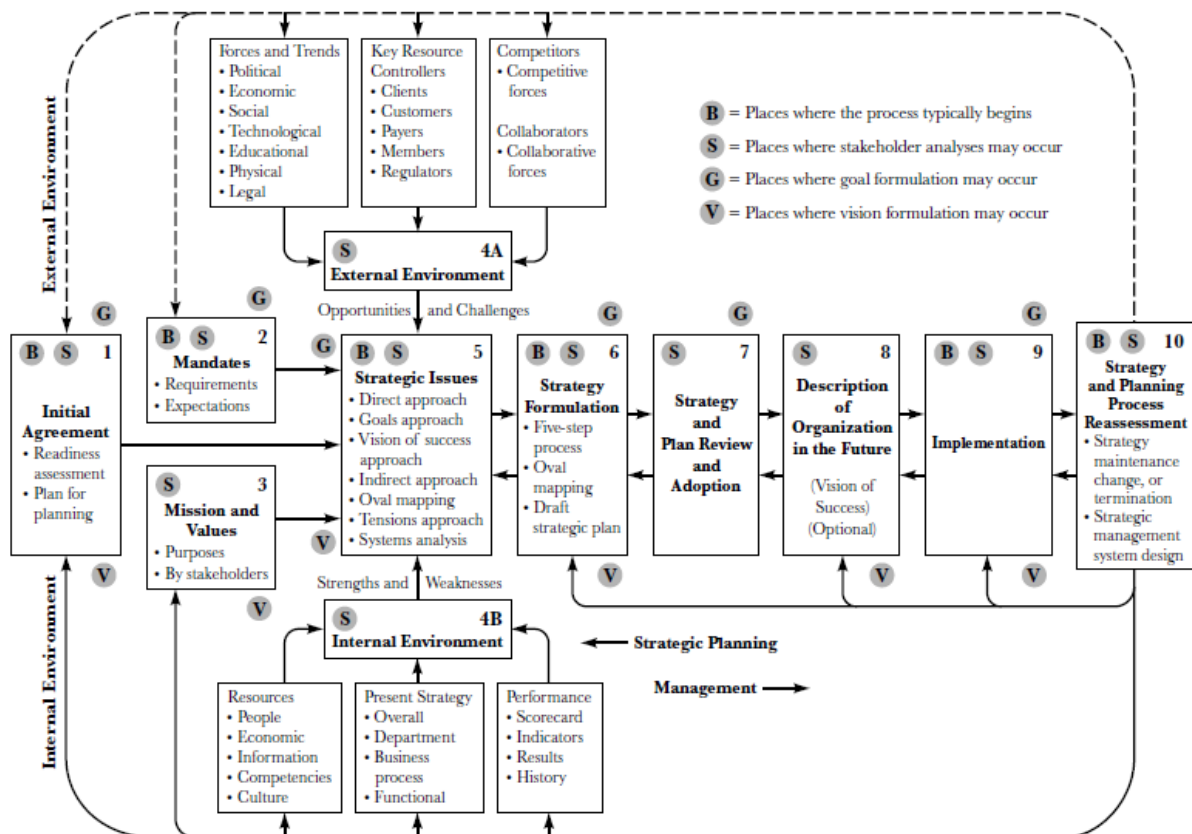 Forces and Trends
• Political
• Economic
• Social
• Technological
• Educational
• Physical
• Legal
Key Resource
Controllers
• Clients
• Customers
• Payers
• Members
• Regulators
Competitors
• Competitive
forces
Collaborators
• Collaborative
forces
B = Places where the process typically begins
S = Places where stakeholder analyses may occur
G = Places where goal formulation may occur
V = Places where vision formulation may occur
External Environment
S 4A
External Environment
Opportunities and Challenges
G
B S 1
Initial
Agreement
• Readiness
assessment
• Plan for
planning
V
G
B S 2
Mandates
• Requirements
• Expectations
S 3
Mission and
Values
• Purposes
• By stakeholders
V
G
B S 5
Strategic Issues
• Direct approach
• Goals approach
• Vision of success
approach
• Indirect approach
• Oval mapping
• Tensions approach
• Systems analysis
V
G
B S 6
Strategy
Formulation
• Five-step
process
• Oval
mapping
• Draft
strategic plan
V
G
S 7
Strategy
and
Plan Review
and
Adoption
S 8
Description
of
Organization
in the Future
(Vision of
Success)
(Optional)
V
G
B S 9
Implementation
V
B S 10
Strategy
and Planning
Process
Reassessment
• Strategy
maintenance
change, or
termination
• Strategic
management
system design
Strengths and Weaknesses
S 4B
Internal Environment
Strategic Planning
Management
Internal Environment
Resources
• People
• Economic
• Information
• Competencies
• Culture
Present Strategy
• Overall
• Department
• Business
process
• Functional
Performance
• Scorecard
• Indicators
• Results
• History